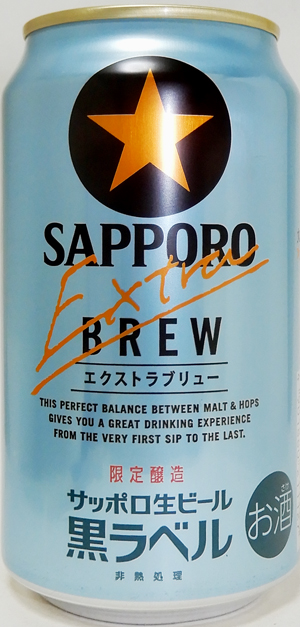 SAPPORO
Extra
BREW
エクストラブリュー
THIS PERFECT BALANCE BETWEEN MALT & HOPS
GIVES YOU A GREAT DRINKING EXPERIENCE
FROM THE VERY FIRST SIP TO THE LAST.
限定醸造
サッポロ生ビール
黒ラベル
非熱処理
お酒